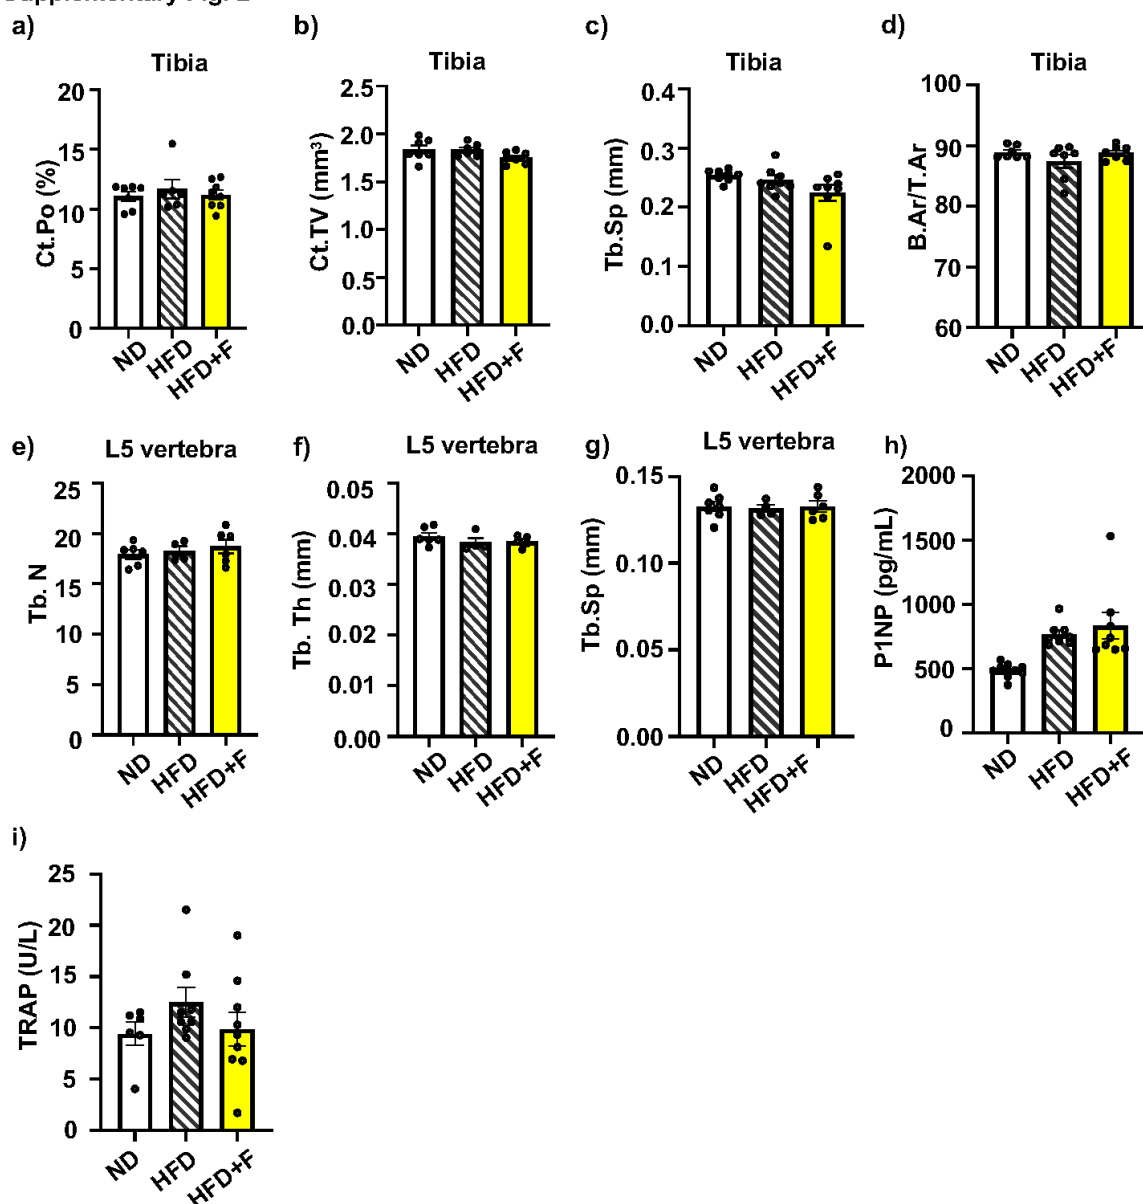 a)
Tibia
Ct.Po (%)
20
15
10
5
0
ND
HFD
HFD+F
b)
Tibia
Ct.TV (mm³)
2.5
2.0
1.5
1.0
0.5
0.0
ND
HFD
HFD+F
c)
Tibia
Tb.Sp (mm)
0.4
0.3
0.2
0.1
0.0
ND
HFD
HFD+F
d)
Tibia
B.Ar/T.Ar
100
90
80
70
60
ND
HFD
HFD+F
e)
L5 vertebra
Tb. N
25
20
15
10
5
0
ND
HFD
HFD+F
f)
L5 vertebra
Tb. Th (mm)
0.05
0.04
0.03
0.02
0.01
0.00
ND
HFD
HFD+F
g)
L5 vertebra
Tb.Sp (mm)
0.15
0.10
0.05
0.00
ND
HFD
HFD+F
h)
P1NP (pg/mL)
2000
1500
1000
500
0
ND
HFD
HFD+F
i)
TRAP (U/L)
25
20
15
10
5
0
ND
HFD
HFD+F